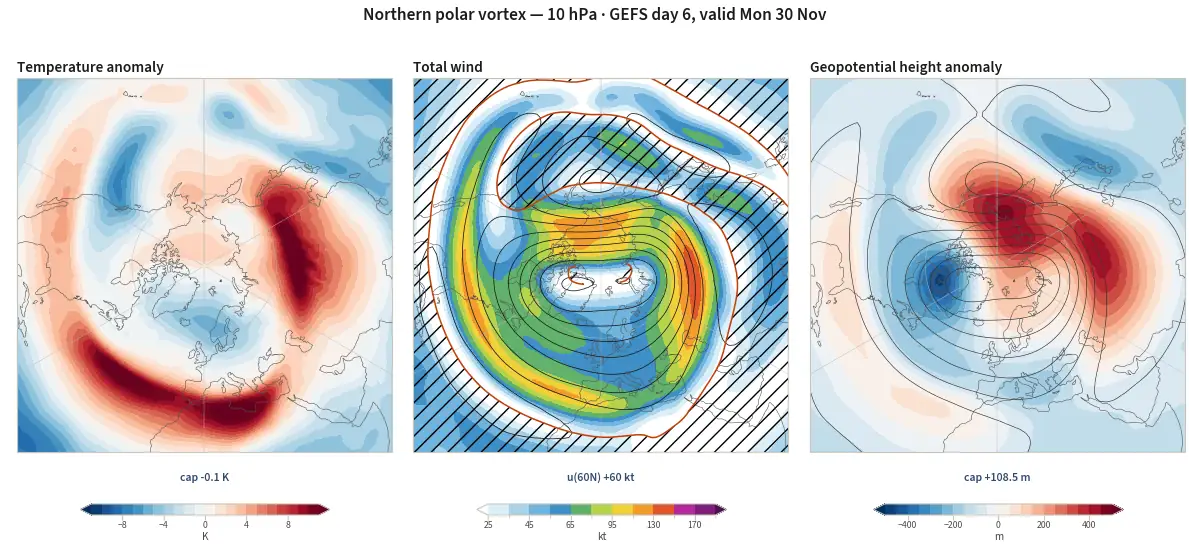 Northern polar vortex — 10 hPa · GEFS day 6, valid Mon 30 Nov
Temperature anomaly
Total wind
Geopotential height anomaly
cap -0.1 K
u(60N) +60 kt
cap +108.5 m
−8 −4 0 4 8
K
25 45 65 95 130 170
kt
−400 −200 0 200 400
m